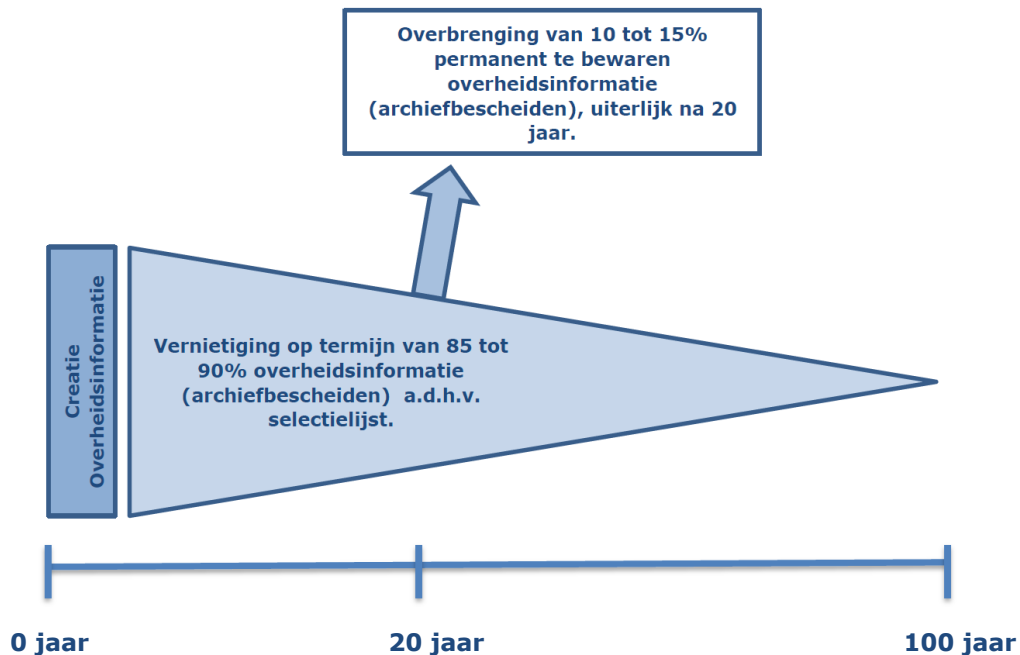 Overbrenging van 10 tot 15%
permanent te bewaren
overheidsinformatie
(archiefbescheiden), uiterlijk na 20
jaar.
Creatie
Overheidsinformatie
Vernietiging op termijn van 85 tot
90% overheidsinformatie
(archiefbescheiden) a.d.h.v.
selectielijst.
0 jaar
20 jaar
100 jaar